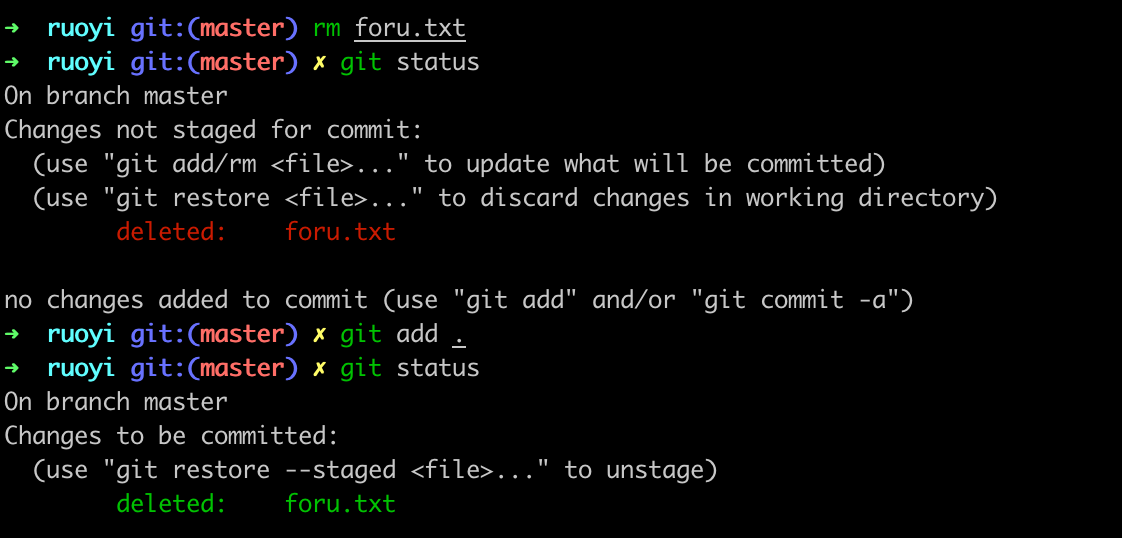 ➜  ruoyi git:(master) rm foru.txt
➜  ruoyi git:(master) ✗ git status
On branch master
Changes not staged for commit:
  (use "git add/rm <file>..." to update what will be committed)
  (use "git restore <file>..." to discard changes in working directory)
        deleted:    foru.txt

no changes added to commit (use "git add" and/or "git commit -a")
➜  ruoyi git:(master) ✗ git add .
➜  ruoyi git:(master) ✗ git status
On branch master
Changes to be committed:
  (use "git restore --staged <file>..." to unstage)
        deleted:    foru.txt